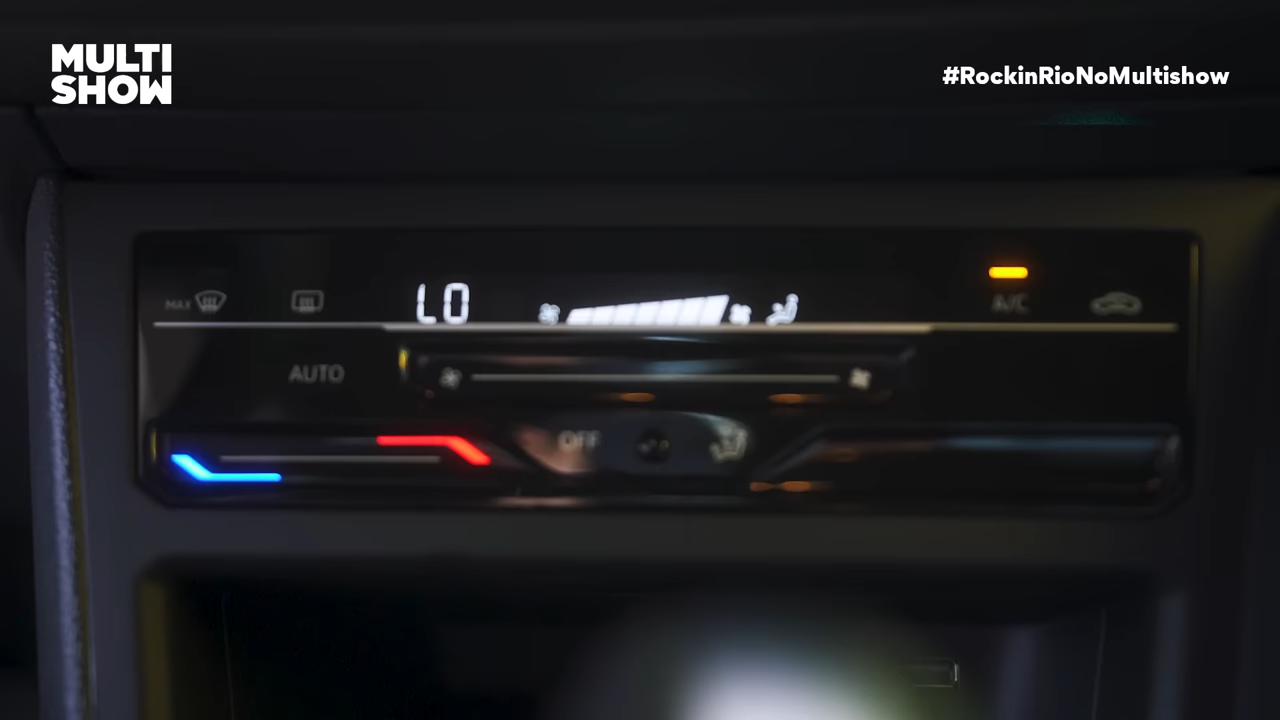 MULTI
SHOW
#RockinRioNoMultishow
MAX
LO
A/C
AUTO
OFF